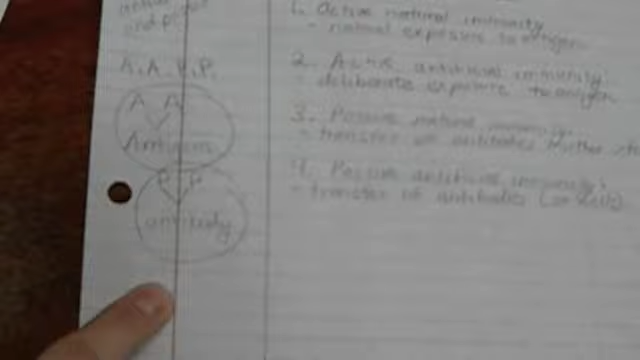 A, A, P, P.
A A
Antigens
P, P
antibody
1. Active natural immunity
- natural exposure to antigen
2. Active artificial immunity:
- deliberate exposure to antigen
3. Passive natural immunity:
- transfer of antibodies
4. Passive artificial immunity:
- transfer of antibodies (or